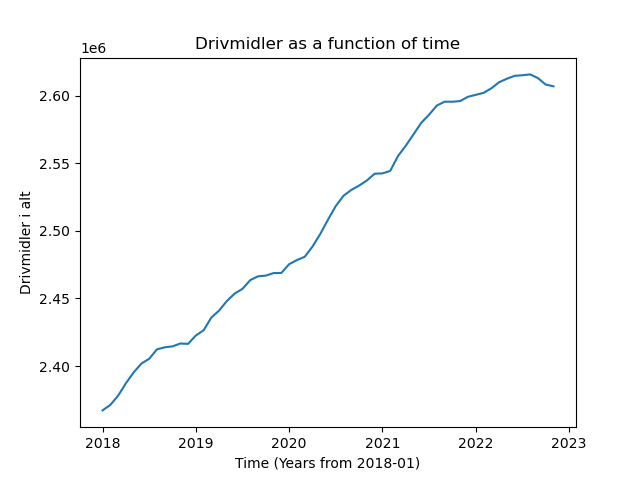 Drivmidler as a function of time
1e6
2.60
2.55
2.50
2.45
2.40
Drivmidler i alt
2018 2019 2020 2021 2022 2023
Time (Years from 2018-01)